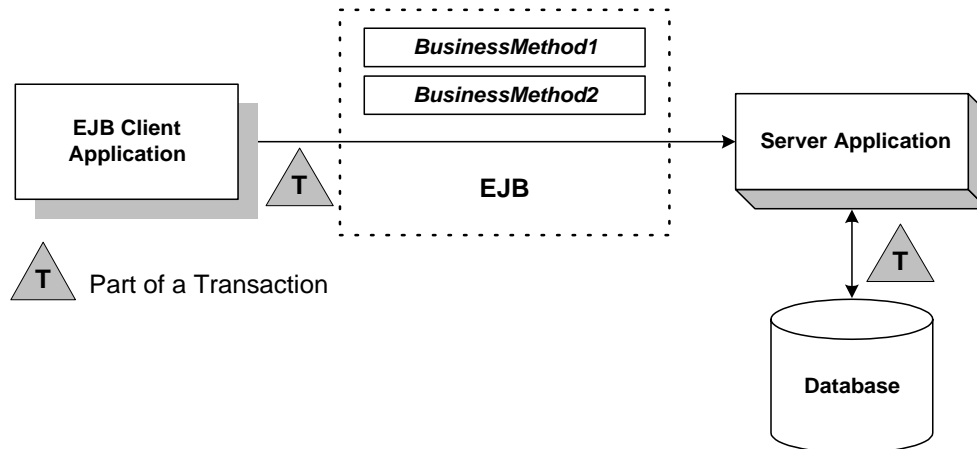 BusinessMethod1
BusinessMethod2
EJB Client
Application
Server Application
T
EJB
T
T Part of a Transaction
Database